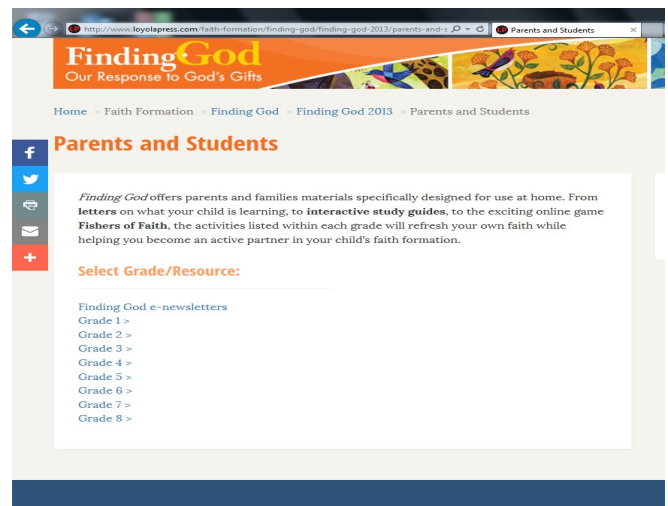 http://www.loyolapress.com/faith-formation/finding-god/finding-god-2013/parents-and-s
Parents and Students
FindingGod
Our Response to God's Gifts
Home > Faith Formation > Finding God > Finding God 2013 > Parents and Students
Parents and Students
Finding God offers parents and families materials specifically designed for use at home. From
letters on what your child is learning, to interactive study guides, to the exciting online game
Fishers of Faith, the activities listed within each grade will refresh your own faith while
helping you become an active partner in your child's faith formation.
Select Grade/Resource:
Finding God e-newsletters
Grade 1 >
Grade 2 >
Grade 3 >
Grade 4 >
Grade 5 >
Grade 6 >
Grade 7 >
Grade 8 >